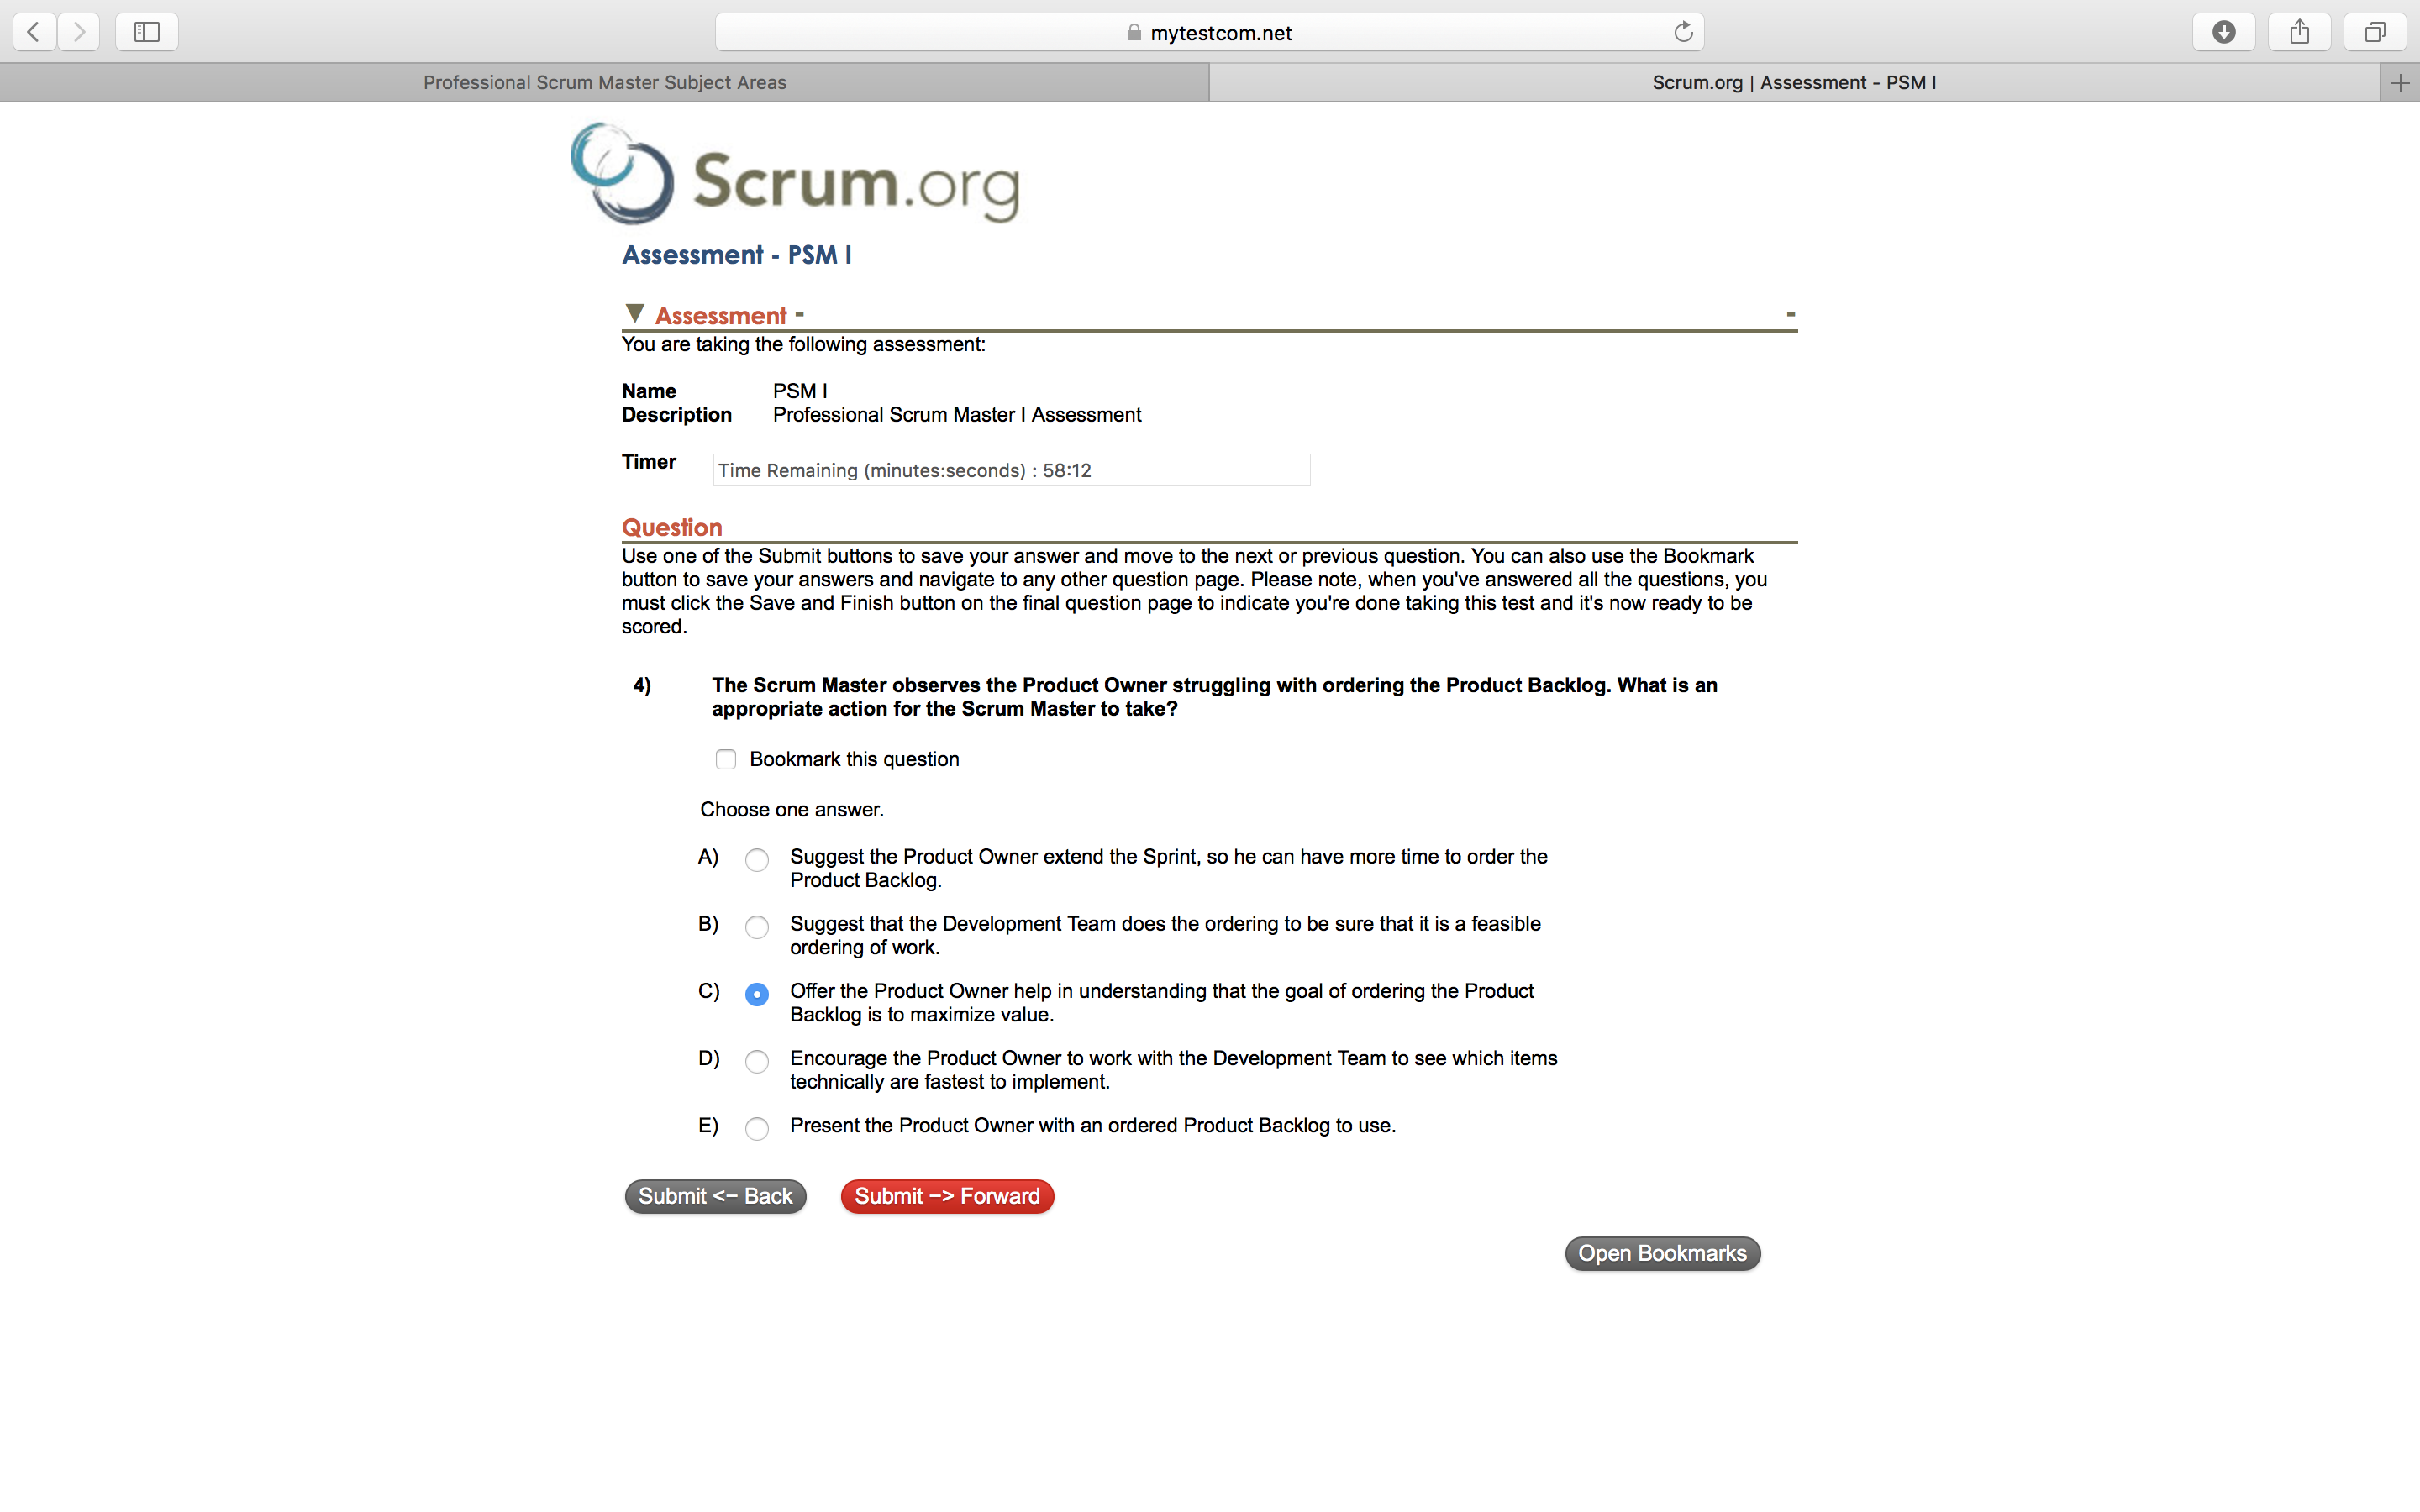 mytestcom.net
Professional Scrum Master Subject Areas
Scrum.org | Assessment - PSM I
Scrum.org
Assessment - PSM I
▼ Assessment - -
You are taking the following assessment:
Name PSM I
Description Professional Scrum Master I Assessment
Timer Time Remaining (minutes:seconds) : 58:12
Question
Use one of the Submit buttons to save your answer and move to the next or previous question. You can also use the Bookmark
button to save your answers and navigate to any other question page. Please note, when you've answered all the questions, you
must click the Save and Finish button on the final question page to indicate you're done taking this test and it's now ready to be
scored.
4) The Scrum Master observes the Product Owner struggling with ordering the Product Backlog. What is an
appropriate action for the Scrum Master to take?
Bookmark this question
Choose one answer.
A) Suggest the Product Owner extend the Sprint, so he can have more time to order the
Product Backlog.
B) Suggest that the Development Team does the ordering to be sure that it is a feasible
ordering of work.
C) Offer the Product Owner help in understanding that the goal of ordering the Product
Backlog is to maximize value.
D) Encourage the Product Owner to work with the Development Team to see which items
technically are fastest to implement.
E) Present the Product Owner with an ordered Product Backlog to use.
Submit <- Back
Submit -> Forward
Open Bookmarks